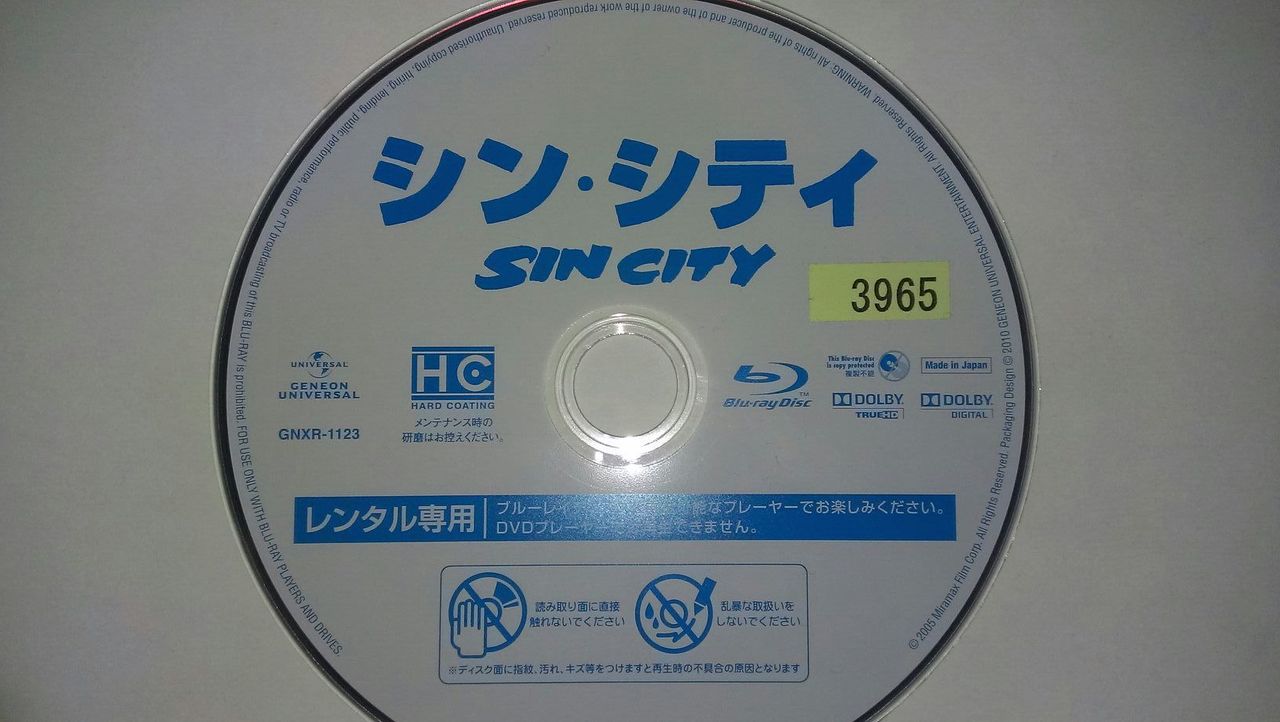 シン・シティ
SIN CITY
3965
UNIVERSAL
GENEON
UNIVERSAL
GNXR-1123
HC
HARD COATING
メンテナンス時の
研磨はお控えください。
Blu-ray Disc
TM
This Blu-ray Disc
is copy protected
複製不能
Made in Japan
DOLBY
TRUEHD
DOLBY
DIGITAL
レンタル専用
ブルーレイ なプレーヤーでお楽しみください。
DVDプレー できません。
読み取り面に直接
触れないでください
乱暴な取扱いを
しないでください
※ディスク面に指紋、汚れ、キズ等をつけますと再生時の不具合の原因となります
© 2005 Miramax Film Corp. All Rights Reserved. Packaging Design © 2010 GENEON UNIVERSAL ENTERTAINMENT All Rights Reserved. WARNING: All rights of the producer and of the owner of the work reproduced reserved. Unauthorised copying, hiring, lending, public performance, radio or TV broadcasting of this BLU-RAY is prohibited. FOR USE ONLY WITH BLU-RAY PLAYERS AND DRIVES.